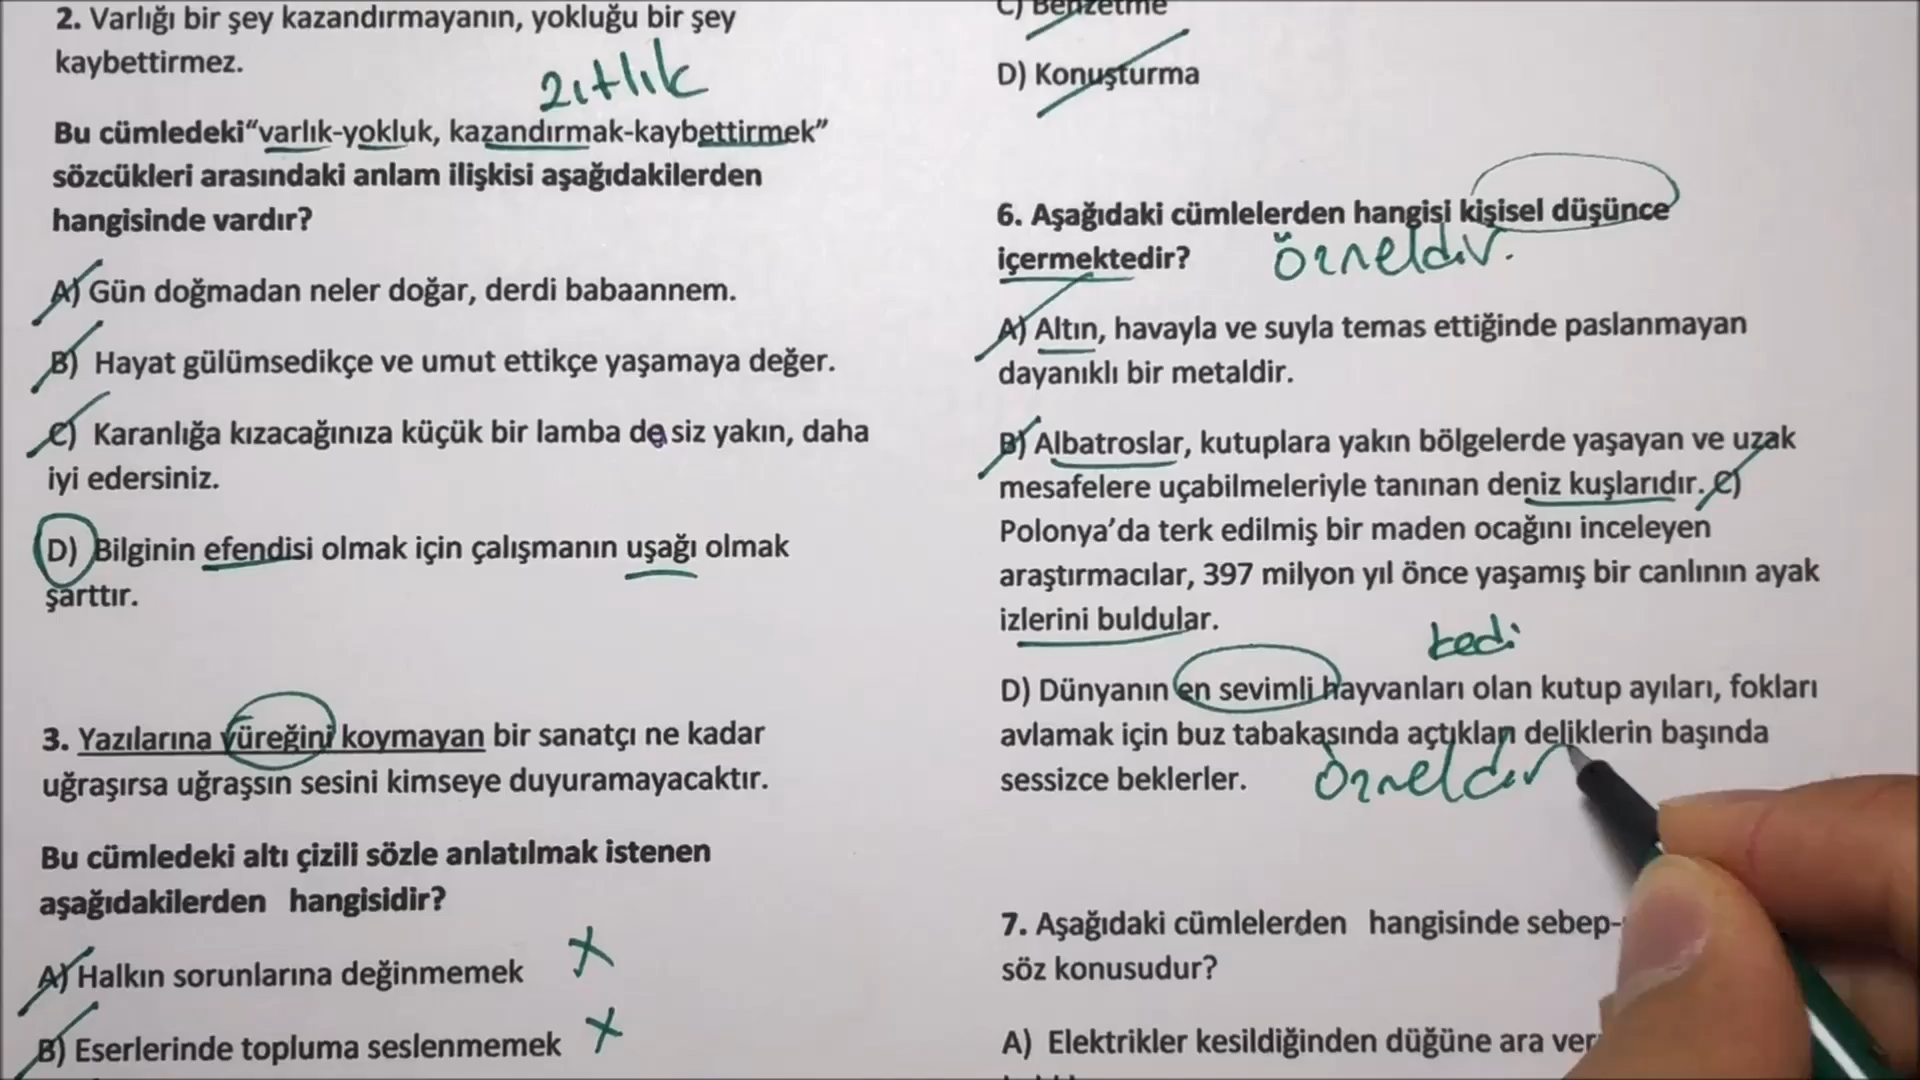 2. Varlığı bir şey kazandırmayanın, yokluğu bir şey
kaybettirmez.
zıtlık
Bu cümledeki“varlık-yokluk, kazandırmak-kaybettirmek”
sözcükleri arasındaki anlam ilişkisi aşağıdakilerden
hangisinde vardır?
A) Gün doğmadan neler doğar, derdi babaannem.
B) Hayat gülümsedikçe ve umut ettikçe yaşamaya değer.
C) Karanlığa kızacağınıza küçük bir lamba de siz yakın, daha
iyi edersiniz.
D) Bilginin efendisi olmak için çalışmanın uşağı olmak
şarttır.
3. Yazılarına yüreğini koymayan bir sanatçı ne kadar
uğraşırsa uğraşsın sesini kimseye duyuramayacaktır.
Bu cümledeki altı çizili sözle anlatılmak istenen
aşağıdakilerden hangisidir?
A) Halkın sorunlarına değinmemek X
B) Eserlerinde topluma seslenmemek X
C) Benzetme
D) Konuşturma
6. Aşağıdaki cümlelerden hangisi kişisel düşünce
içermektedir? Özneldir.
A) Altın, havayla ve suyla temas ettiğinde paslanmayan
dayanıklı bir metaldir.
B) Albatroslar, kutuplara yakın bölgelerde yaşayan ve uzak
mesafelere uçabilmeleriyle tanınan deniz kuşlarıdır. C)
Polonya’da terk edilmiş bir maden ocağını inceleyen
araştırmacılar, 397 milyon yıl önce yaşamış bir canlının ayak
izlerini buldular.
kedi
D) Dünyanın en sevimli hayvanları olan kutup ayıları, fokları
avlamak için buz tabakasında açtıkları deliklerin başında
sessizce beklerler. Özneldir
7. Aşağıdaki cümlelerden hangisinde sebep-
söz konusudur?
A) Elektrikler kesildiğinden düğüne ara ver